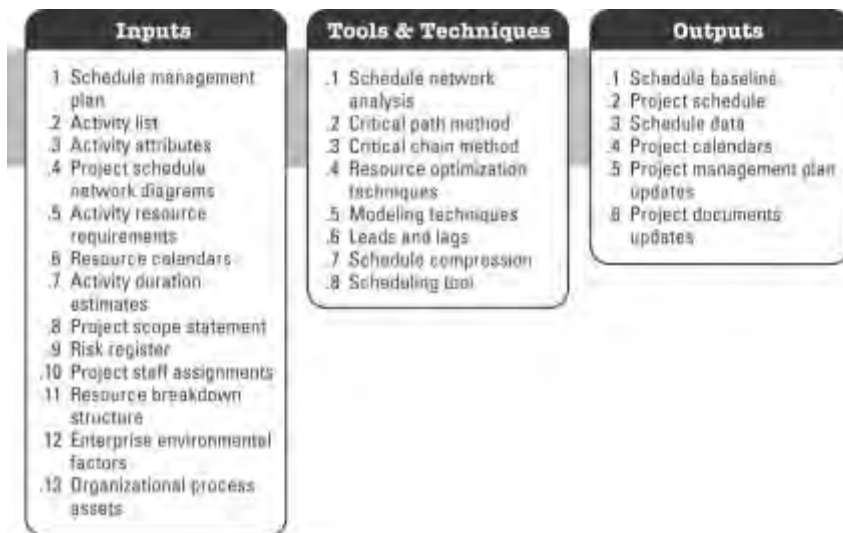 Inputs
.1 Schedule management
plan
.2 Activity list
.3 Activity attributes
.4 Project schedule
network diagrams
.5 Activity resource
requirements
.6 Resource calendars
.7 Activity duration
estimates
.8 Project scope statement
.9 Risk register
.10 Project staff assignments
.11 Resource breakdown
structure
.12 Enterprise environmental
factors
.13 Organizational process
assets
Tools & Techniques
.1 Schedule network
analysis
.2 Critical path method
.3 Critical chain method
.4 Resource optimization
techniques
.5 Modeling techniques
.6 Leads and lags
.7 Schedule compression
.8 Scheduling tool
Outputs
.1 Schedule baseline
.2 Project schedule
.3 Schedule data
.4 Project calendars
.5 Project management plan
updates
.6 Project documents
updates